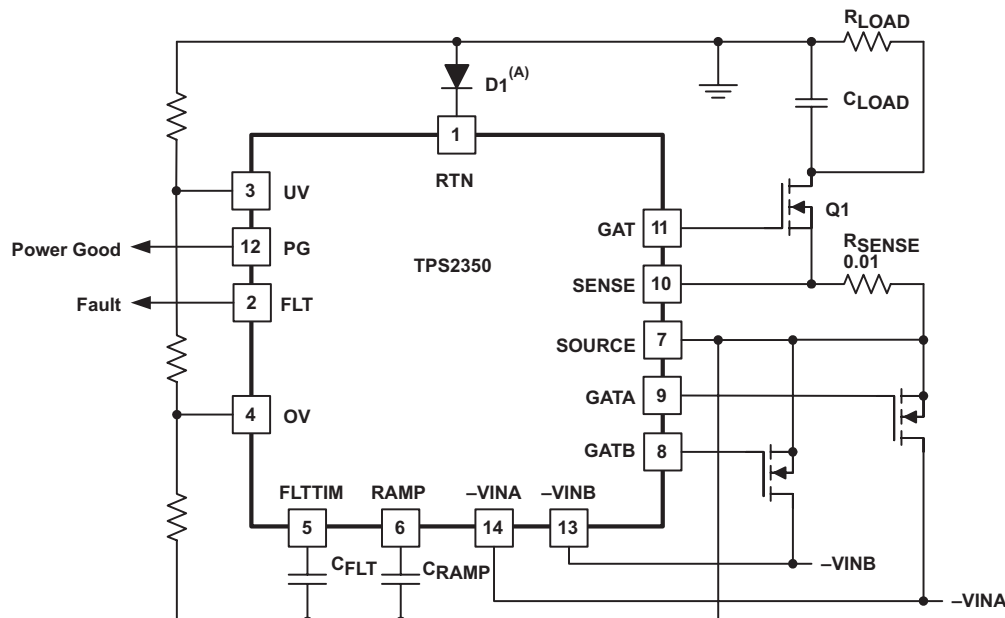 RLOAD
D1(A)
CLOAD
1
RTN
3
UV
Q1
11
GAT
Power Good
12
PG
TPS2350
RSENSE
0.01
SENSE
10
Fault
2
FLT
SOURCE
7
GATA
9
4
OV
GATB
8
FLTTIM
RAMP
–VINA
–VINB
5
6
14
13
CFLT
CRAMP
–VINB
–VINA